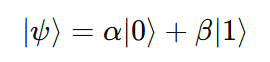 |ψ⟩ = α|0⟩ + β|1⟩